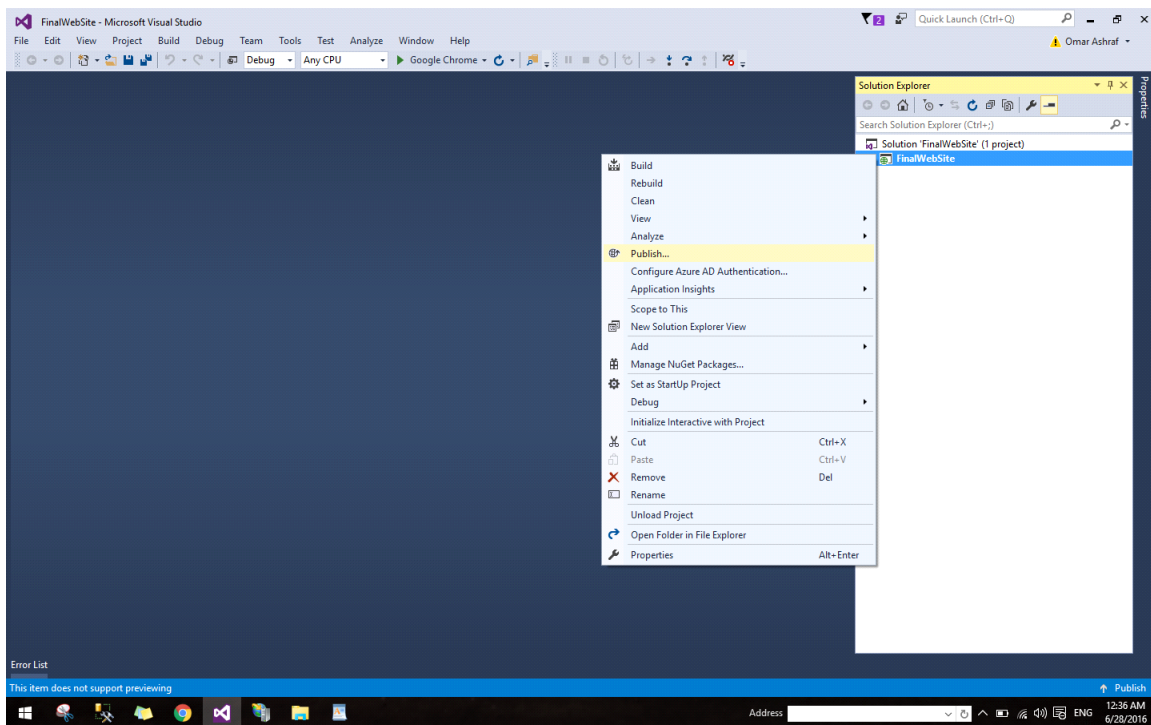 FinalWebSite - Microsoft Visual Studio
2
Quick Launch (Ctrl+Q)
File Edit View Project Build Debug Team Tools Test Analyze Window Help
Omar Ashraf
Debug Any CPU Google Chrome
Solution Explorer
Properties
Search Solution Explorer (Ctrl+;)
Solution 'FinalWebSite' (1 project)
FinalWebSite
Build
Rebuild
Clean
View
Analyze
Publish...
Configure Azure AD Authentication...
Application Insights
Scope to This
New Solution Explorer View
Add
Manage NuGet Packages...
Set as StartUp Project
Debug
Initialize Interactive with Project
Cut Ctrl+X
Paste Ctrl+V
Remove Del
Rename
Unload Project
Open Folder in File Explorer
Properties Alt+Enter
Error List
This item does not support previewing
Publish
Address
ENG
12:36 AM
6/28/2016